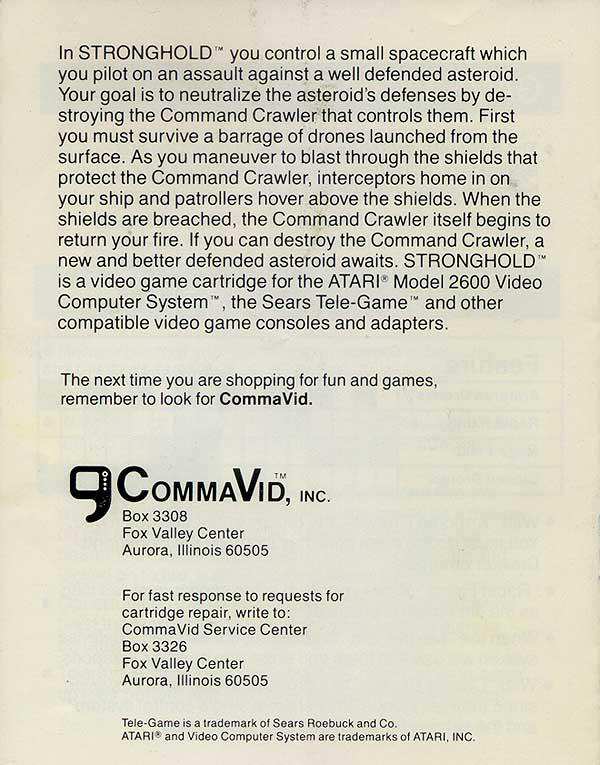 In STRONGHOLD™ you control a small spacecraft which
you pilot on an assault against a well defended asteroid.
Your goal is to neutralize the asteroid's defenses by de-
stroying the Command Crawler that controls them. First
you must survive a barrage of drones launched from the
surface. As you maneuver to blast through the shields that
protect the Command Crawler, interceptors home in on
your ship and patrollers hover above the shields. When the
shields are breached, the Command Crawler itself begins to
return your fire. If you can destroy the Command Crawler, a
new and better defended asteroid awaits. STRONGHOLD™
is a video game cartridge for the ATARI® Model 2600 Video
Computer System™, the Sears Tele-Game™ and other
compatible video game consoles and adapters.
The next time you are shopping for fun and games,
remember to look for CommaVid.
COMMAVID™, INC.
Box 3308
Fox Valley Center
Aurora, Illinois 60505
For fast response to requests for
cartridge repair, write to:
CommaVid Service Center
Box 3326
Fox Valley Center
Aurora, Illinois 60505
Tele-Game is a trademark of Sears Roebuck and Co.
ATARI® and Video Computer System are trademarks of ATARI, INC.